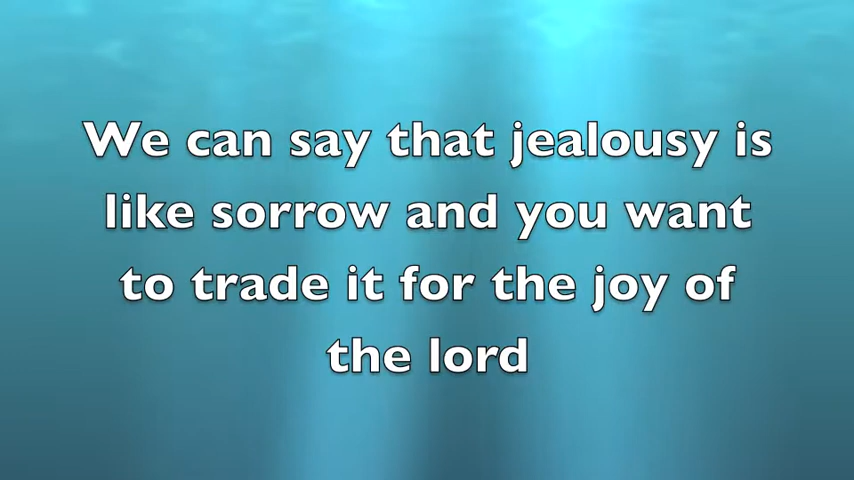 We can say that jealousy is
like sorrow and you want
to trade it for the joy of
the lord